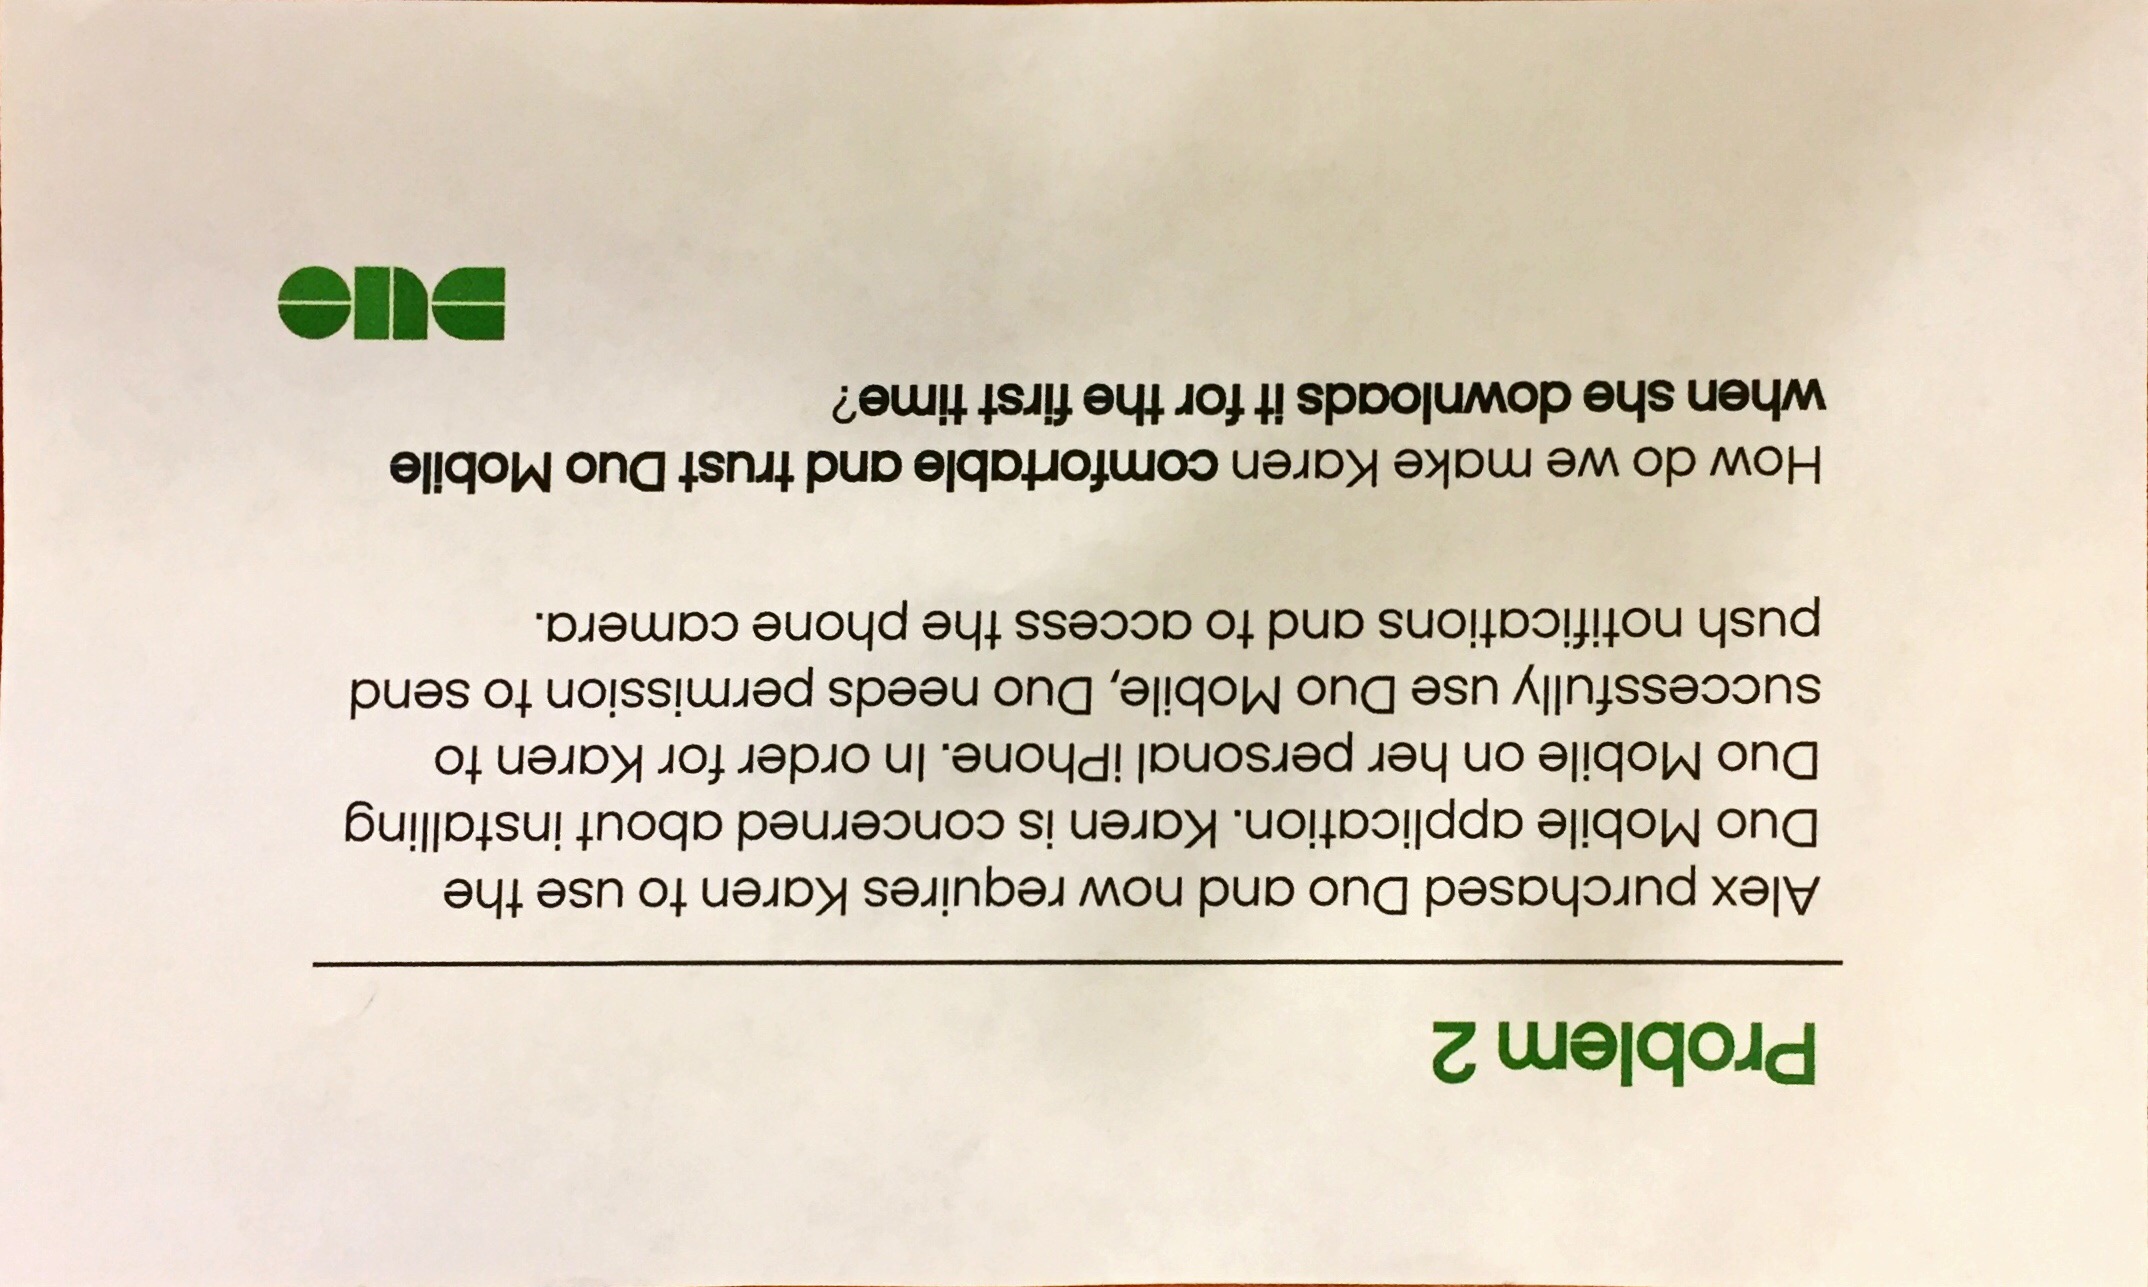 Problem 2
Alex purchased Duo and now requires Karen to use the
Duo Mobile application. Karen is concerned about installing
Duo Mobile on her personal iPhone. In order for Karen to
successfully use Duo Mobile, Duo needs permission to send
push notifications and to access the phone camera.
How do we make Karen comfortable and trust Duo Mobile
when she downloads it for the first time?
DUO